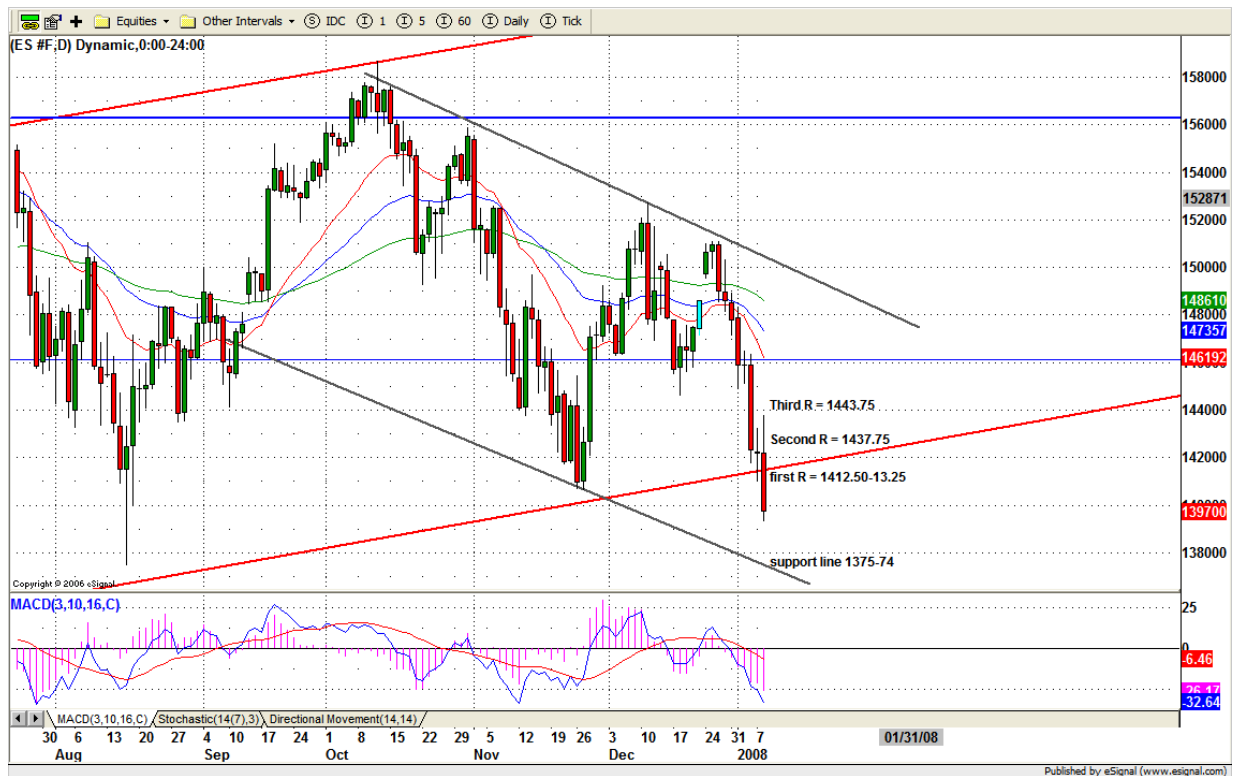 Equities Other Intervals S IDC I 1 I 5 I 60 I Daily I Tick
(ES #F,D) Dynamic,0:00-24:00
158000
156000
154000
152871
152000
150000
148610
148000
147357
146192
144000
142000
140000
139700
138000
Third R = 1443.75
Second R = 1437.75
first R = 1412.50-13.25
support line 1375-74
Copyright © 2006 eSignal
MACD(3,10,16,C)
25
0
-6.46
-26.17
-32.64
MACD(3,10,16,C) Stochastic(14(7),3) Directional Movement(14,14)
30 6 13 20 27 4 10 17 24 1 8 15 22 29 5 12 19 26 3 10 17 24 31 7 01/31/08
Aug Sep Oct Nov Dec 2008
Published by eSignal (www.esignal.com)